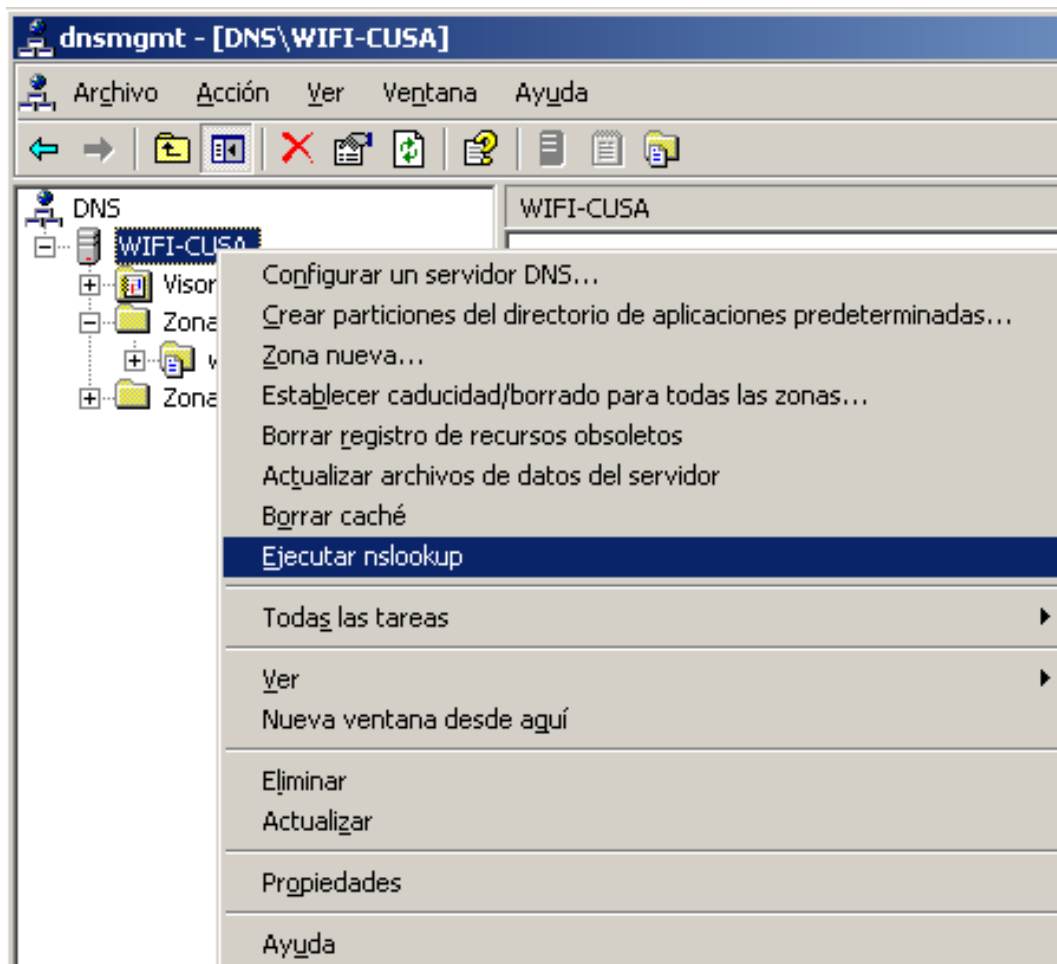 dnsmgmt - [DNS\WIFI-CUSA]
Archivo Acción Ver Ventana Ayuda
DNS
WIFI-CUSA
WIFI-CUSA
Visor
Zona
Zona
Configurar un servidor DNS...
Crear particiones del directorio de aplicaciones predeterminadas...
Zona nueva...
Establecer caducidad/borrado para todas las zonas...
Borrar registro de recursos obsoletos
Actualizar archivos de datos del servidor
Borrar caché
Ejecutar nslookup
Todas las tareas
Ver
Nueva ventana desde aquí
Eliminar
Actualizar
Propiedades
Ayuda